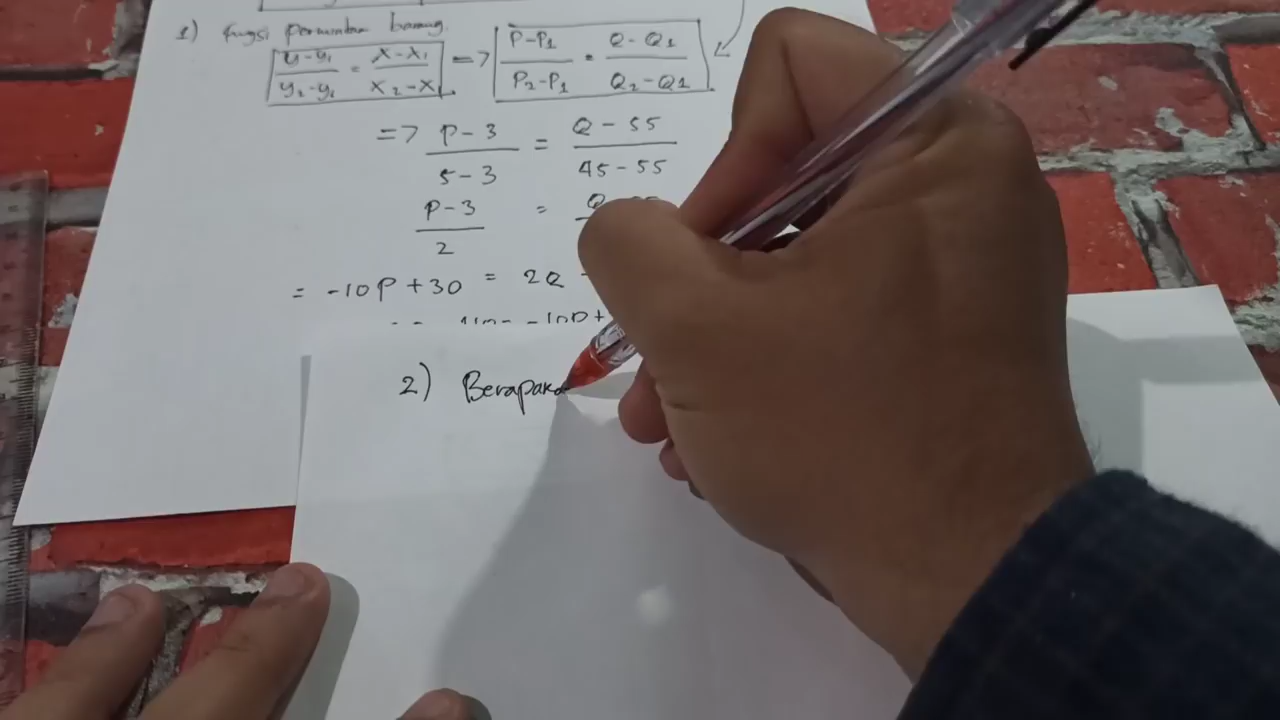 1) fungsi permintaan barang
y-y₁ / y₂-y₁ = x-x₁ / x₂-x => P-P₁ / P₂-P₁ = Q-Q₁ / Q₂-Q₁
=> P-3 / 5-3 = Q-55 / 45-55
P-3 / 2 = Q
= -10P+30 = 2Q -
-10P+
2) Berapaka